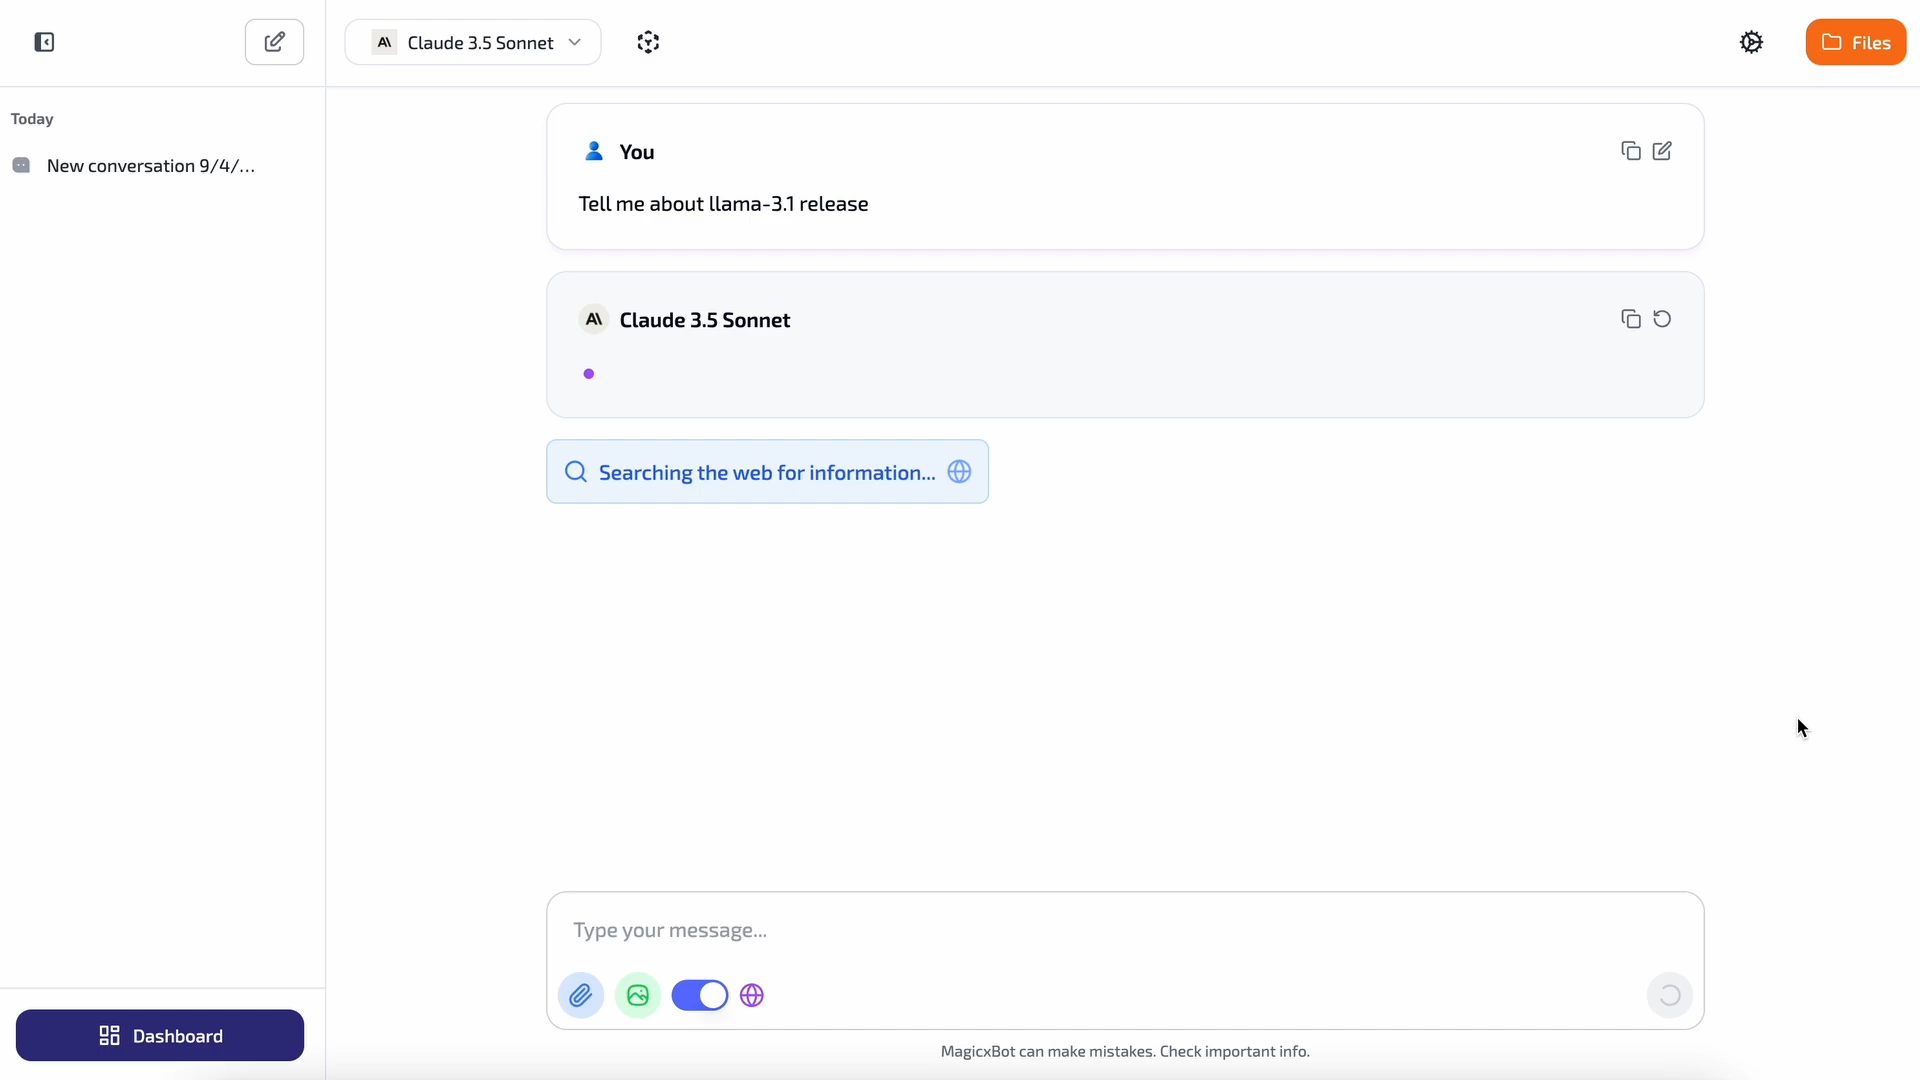 Claude 3.5 Sonnet
Files
Today
New conversation 9/4/...
You
Tell me about llama-3.1 release
Claude 3.5 Sonnet
Searching the web for information...
Type your message...
Dashboard
MagicxBot can make mistakes. Check important info.